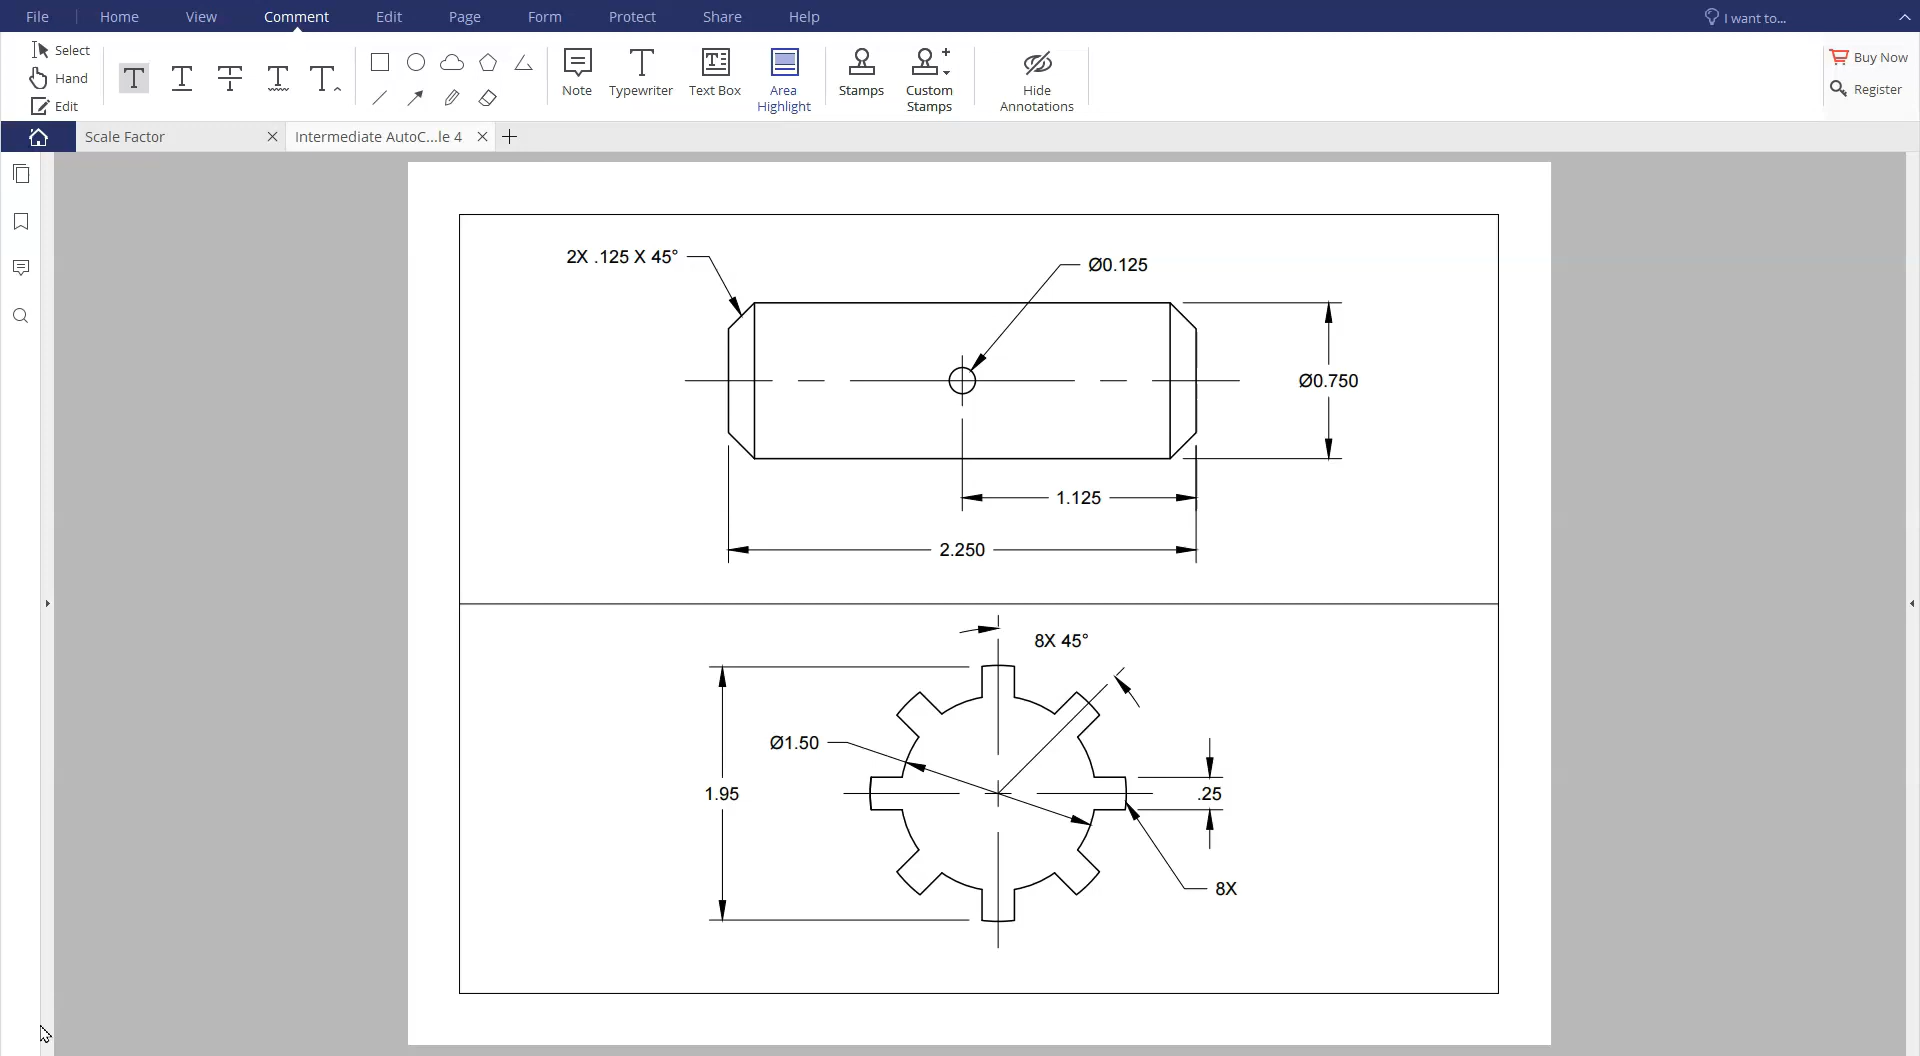 File Home View Comment Edit Page Form Protect Share Help I want to...
Select
Hand
Edit
Note Typewriter Text Box Area Highlight Stamps Custom Stamps Hide Annotations
Buy Now
Register
Scale Factor Intermediate AutoC...le 4
2X .125 X 45°
Ø0.125
Ø0.750
1.125
2.250
8X 45°
Ø1.50
1.95
.25
8X